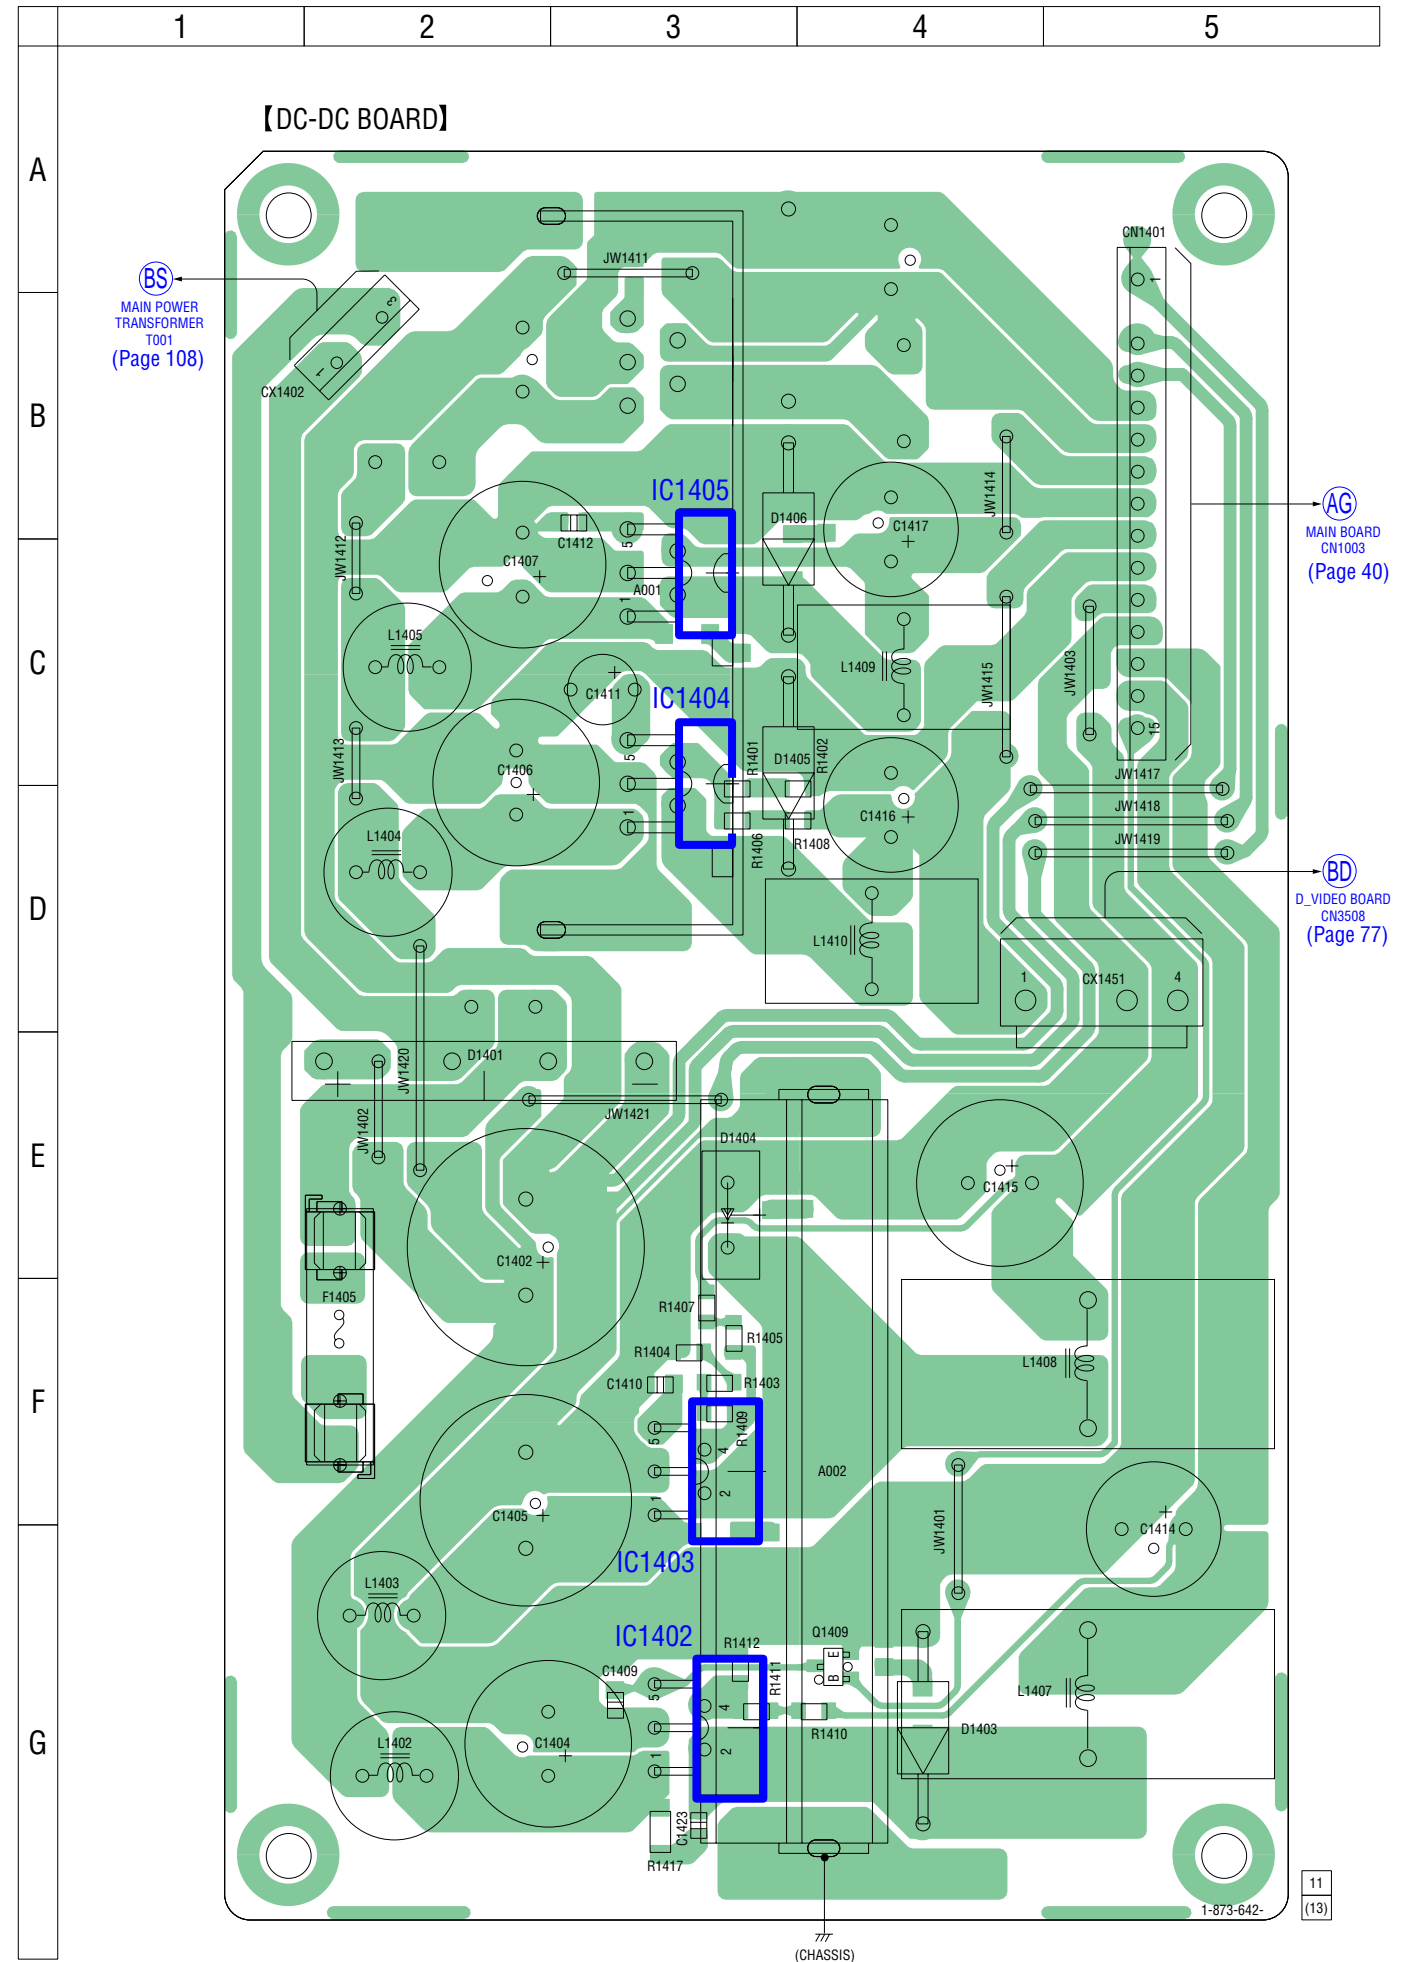 1 2 3 4 5
A
B
C
D
E
F
G
【DC-DC BOARD】
BS
MAIN POWER
TRANSFORMER
T001
(Page 108)
CX1402
3
1
JW1411
CN1401
1
15
AG
MAIN BOARD
CN1003
(Page 40)
BD
D_VIDEO BOARD
CN3508
(Page 77)
IC1405
JW1414
D1406
C1417
+
C1412
5
JW1412
C1407
+
A001
1
L1405
L1409
JW1415
JW1403
C1411
+
IC1404
JW1413
C1406
+
5
1
R1401
D1405
R1402
C1416
+
JW1417
JW1418
JW1419
L1404
R1406
R1408
L1410
1
CX1451
4
D1401
+
−
JW1420
JW1402
JW1421
D1404
C1415
+
C1402
+
F1405
R1407
R1405
R1404
L1408
C1410
R1403
R1409
5
4
2
1
A002
C1405
+
JW1401
C1414
+
IC1403
L1403
IC1402
R1412
Q1409
E
B
C1409
5
R1411
4
L1407
R1410
D1403
L1402
C1404
+
2
1
C1423
R1417
11
(13)
1-873-642-
(CHASSIS)